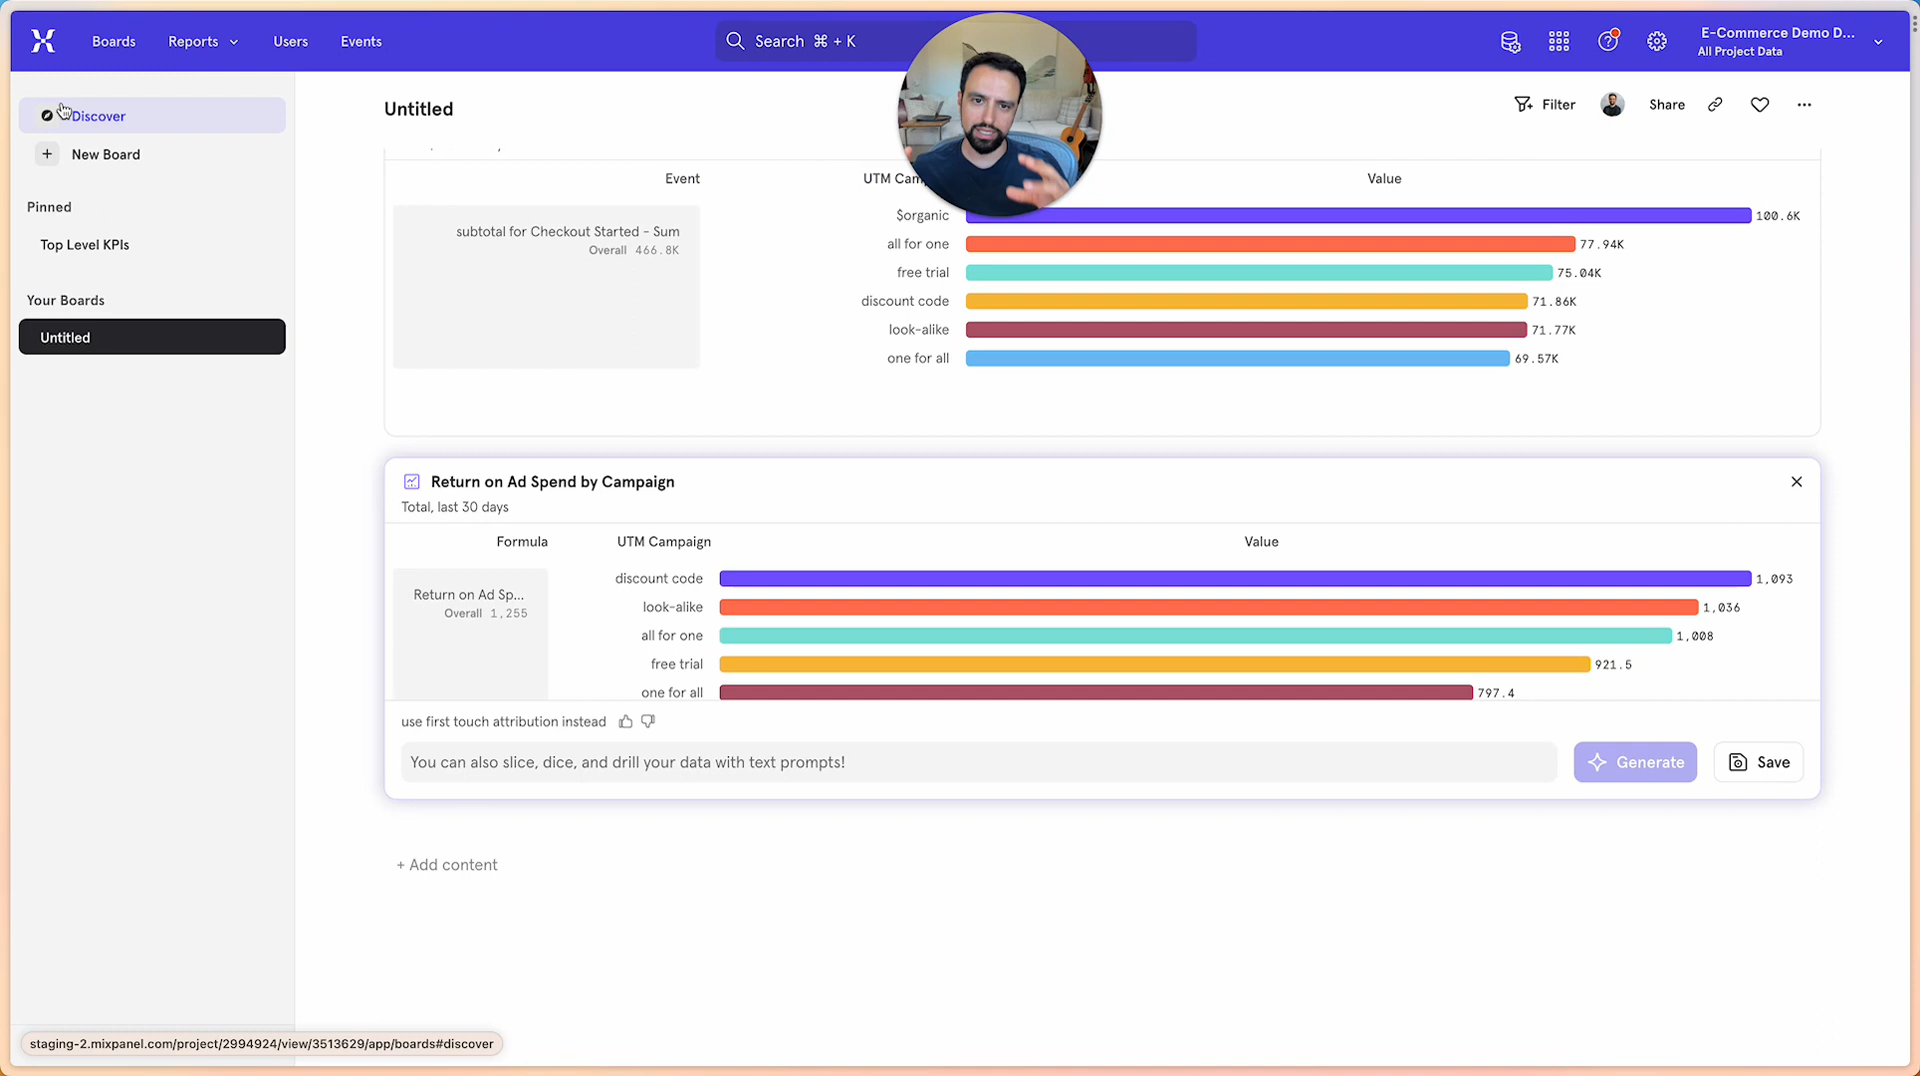 Boards
Reports
Users
Events
Search ⌘ + K
E-Commerce Demo D...
All Project Data
Discover
New Board
Pinned
Top Level KPIs
Your Boards
Untitled
Untitled
Filter
Share
Event
UTM Cam
Value
subtotal for Checkout Started - Sum
Overall 466.8K
$organic 100.6K
all for one 77.94K
free trial 75.04K
discount code 71.86K
look-alike 71.77K
one for all 69.57K
Return on Ad Spend by Campaign
Total, last 30 days
Formula
UTM Campaign
Value
Return on Ad Sp...
Overall 1,255
discount code 1,093
look-alike 1,036
all for one 1,008
free trial 921.5
one for all 797.4
use first touch attribution instead
You can also slice, dice, and drill your data with text prompts!
Generate
Save
+ Add content
staging-2.mixpanel.com/project/2994924/view/3513629/app/boards#discover